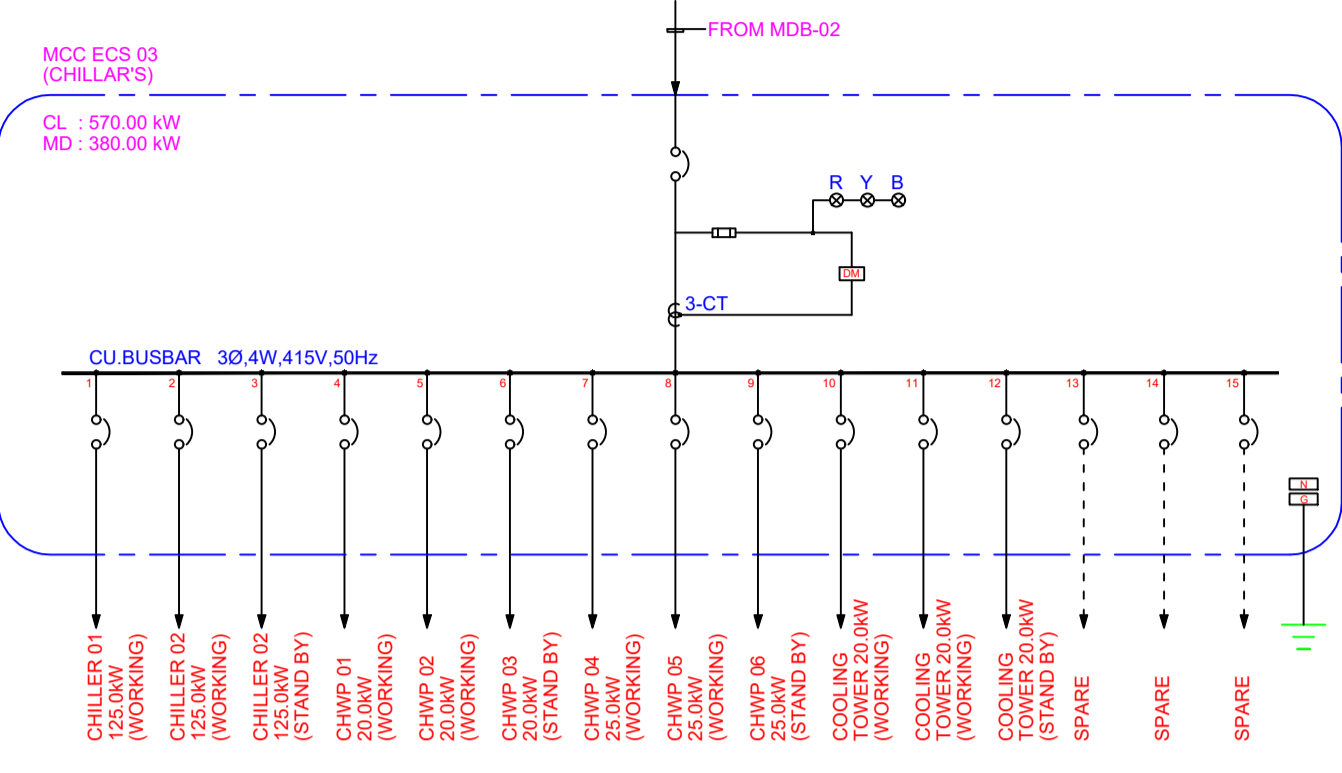 FROM MDB-02
MCC ECS 03
(CHILLAR'S)
CL : 570.00 kW
MD : 380.00 kW
R Y B
DM
3-CT
CU.BUSBAR 3Ø,4W,415V,50Hz
1 2 3 4 5 6 7 8 9 10 11 12 13 14 15
N
G
CHILLER 01
125.0kW
(WORKING)
CHILLER 02
125.0kW
(WORKING)
CHILLER 02
125.0kW
(STAND BY)
CHWP 01
20.0kW
(WORKING)
CHWP 02
20.0kW
(WORKING)
CHWP 03
20.0kW
(STAND BY)
CHWP 04
25.0kW
(WORKING)
CHWP 05
25.0kW
(WORKING)
CHWP 06
25.0kW
(STAND BY)
COOLING
TOWER 20.0kW
(WORKING)
COOLING
TOWER 20.0kW
(WORKING)
COOLING
TOWER 20.0kW
(STAND BY)
SPARE
SPARE
SPARE